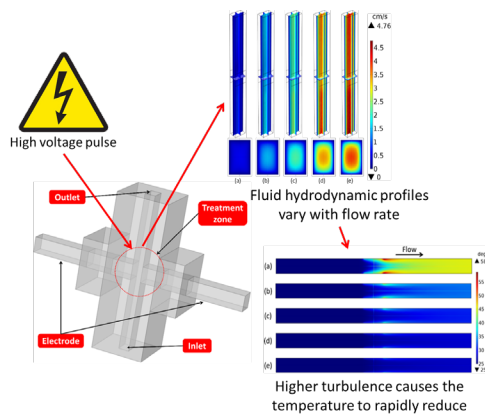 cm/s
▲ 4.76
4.5
4
3.5
3
2.5
2
1.5
1
0.5
0
▼ 0
(a) (b) (c) (d) (e)
High voltage pulse
Fluid hydrodynamic profiles
vary with flow rate
Outlet
Treatment
zone
Electrode
Inlet
Flow
(a)
(b)
(c)
(d)
(e)
55
50
45
40
35
30
25
Higher turbulence causes the
temperature to rapidly reduce